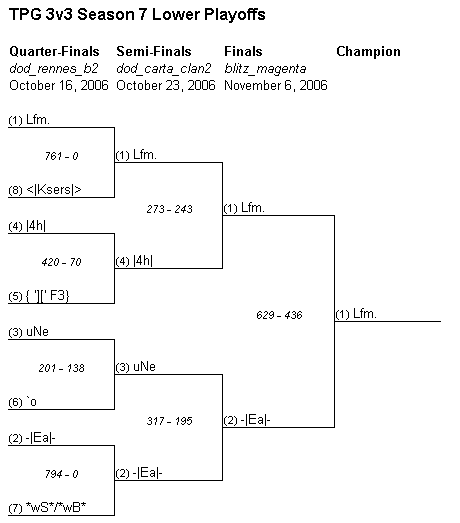 TPG 3v3 Season 7 Lower Playoffs
Quarter-Finals Semi-Finals Finals Champion
dod_rennes_b2 dod_carta_clan2 blitz_magenta
October 16, 2006 October 23, 2006 November 6, 2006
(1) Lfm.
761 – 0 (1) Lfm.
(8) <|Ksers|>
273 – 243 (1) Lfm.
(4) |4h|
420 – 70 (4) |4h|
(5) { '][' F3}
629 – 436 (1) Lfm.
(3) uNe
201 – 138 (3) uNe
(6) `o
317 – 195 (2) -|Ea|-
(2) -|Ea|-
794 – 0 (2) -|Ea|-
(7) *wS*/*wB*